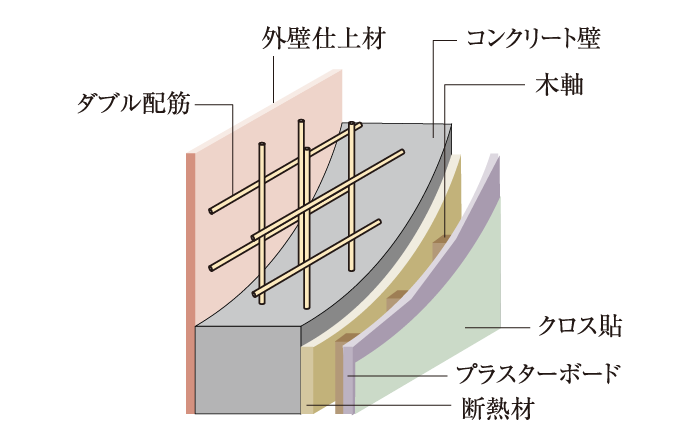 外壁仕上材
コンクリート壁
木軸
ダブル配筋
クロス貼
プラスターボード
断熱材